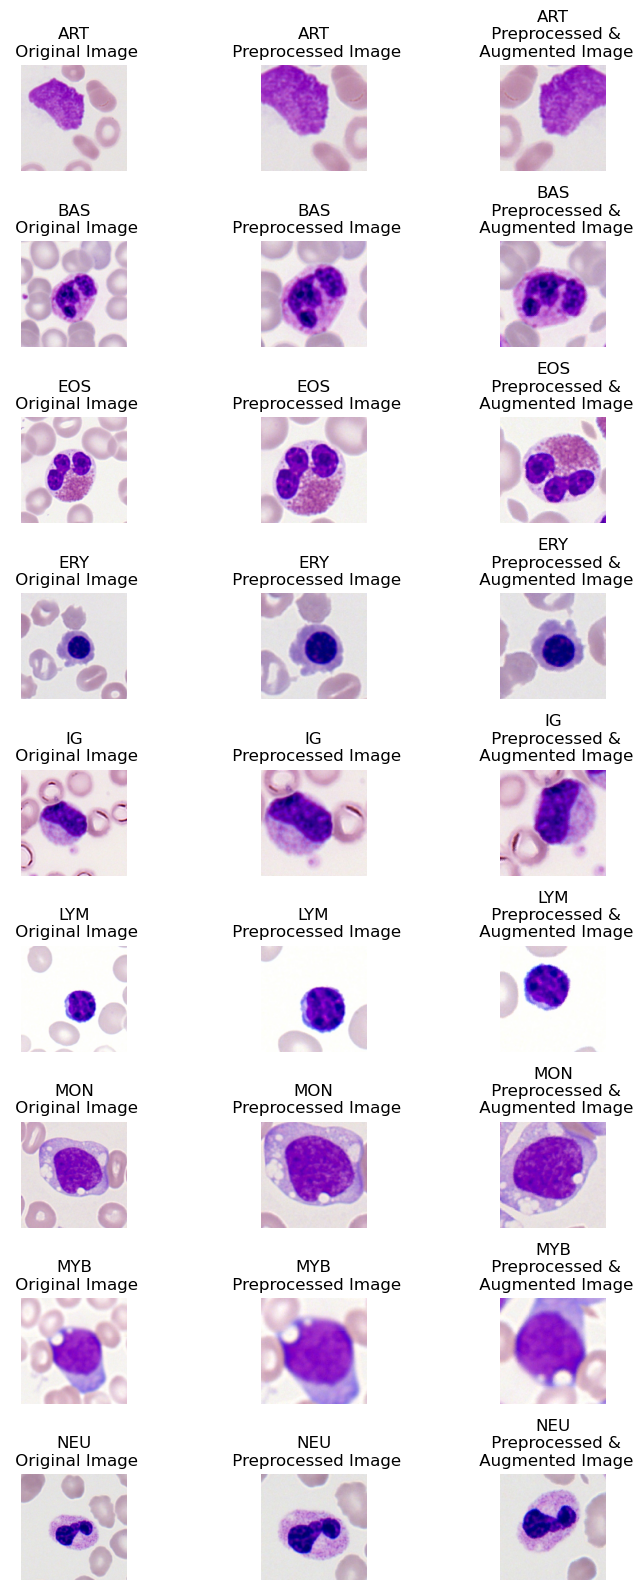 ART
Original Image
ART
Preprocessed Image
ART
Preprocessed &
Augmented Image
BAS
Original Image
BAS
Preprocessed Image
BAS
Preprocessed &
Augmented Image
EOS
Original Image
EOS
Preprocessed Image
EOS
Preprocessed &
Augmented Image
ERY
Original Image
ERY
Preprocessed Image
ERY
Preprocessed &
Augmented Image
IG
Original Image
IG
Preprocessed Image
IG
Preprocessed &
Augmented Image
LYM
Original Image
LYM
Preprocessed Image
LYM
Preprocessed &
Augmented Image
MON
Original Image
MON
Preprocessed Image
MON
Preprocessed &
Augmented Image
MYB
Original Image
MYB
Preprocessed Image
MYB
Preprocessed &
Augmented Image
NEU
Original Image
NEU
Preprocessed Image
NEU
Preprocessed &
Augmented Image